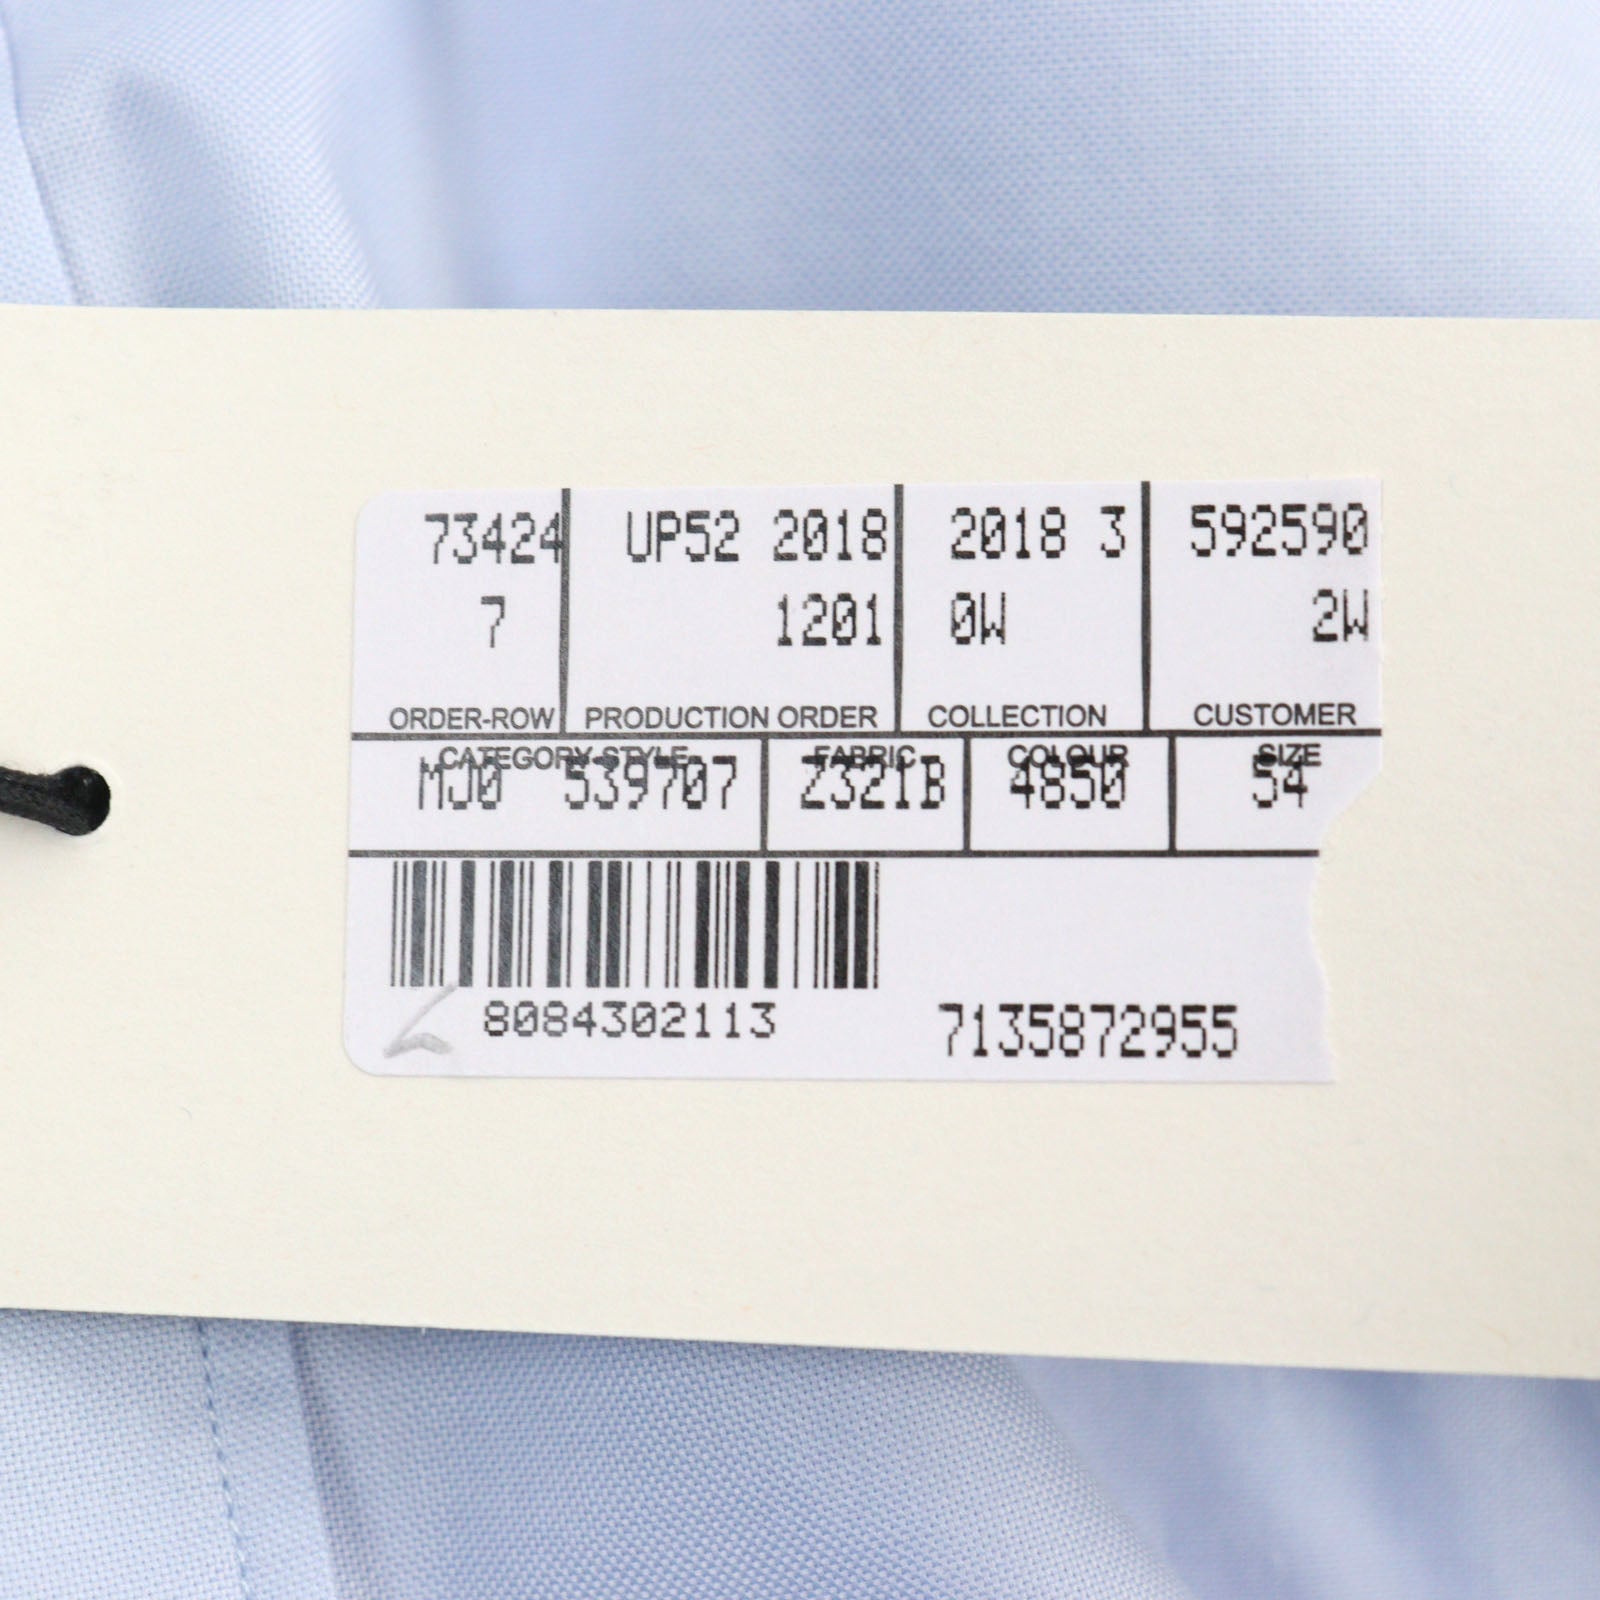 73424 UP52 2018 2018 3 592590
7 1201 0W 2W
ORDER-ROW PRODUCTION ORDER COLLECTION CUSTOMER
CATEGORY-STYLE FABRIC COLOUR SIZE
MJ0 539707 Z321B 4850 54
8084302113 7135872955